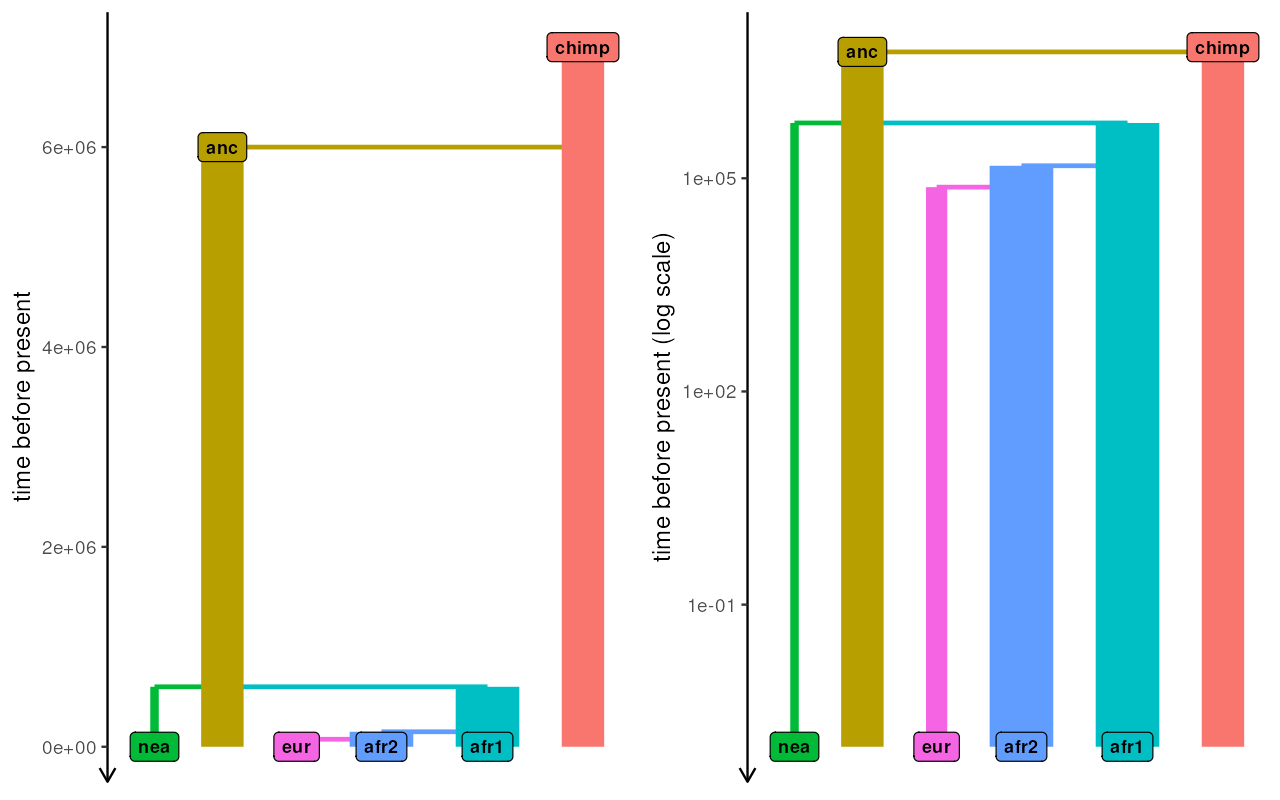 time before present
6e+06
4e+06
2e+06
0e+00
chimp
anc
nea
eur
afr2
afr1
time before present (log scale)
1e+05
1e+02
1e-01
anc
chimp
nea
eur
afr2
afr1